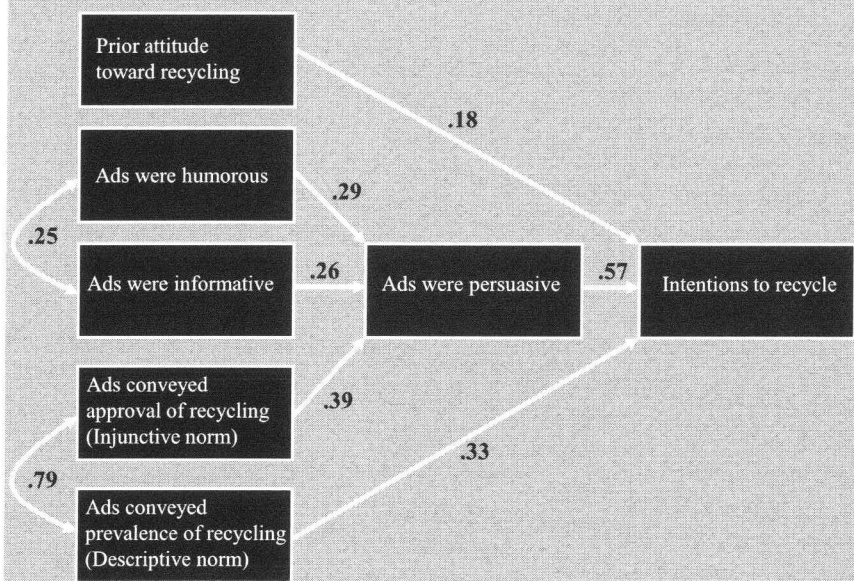 Prior attitude
toward recycling
.18
Ads were humorous
.29
.25
Ads were informative
.26
Ads were persuasive
.57
Intentions to recycle
Ads conveyed
approval of recycling
(Injunctive norm)
.39
.33
.79
Ads conveyed
prevalence of recycling
(Descriptive norm)